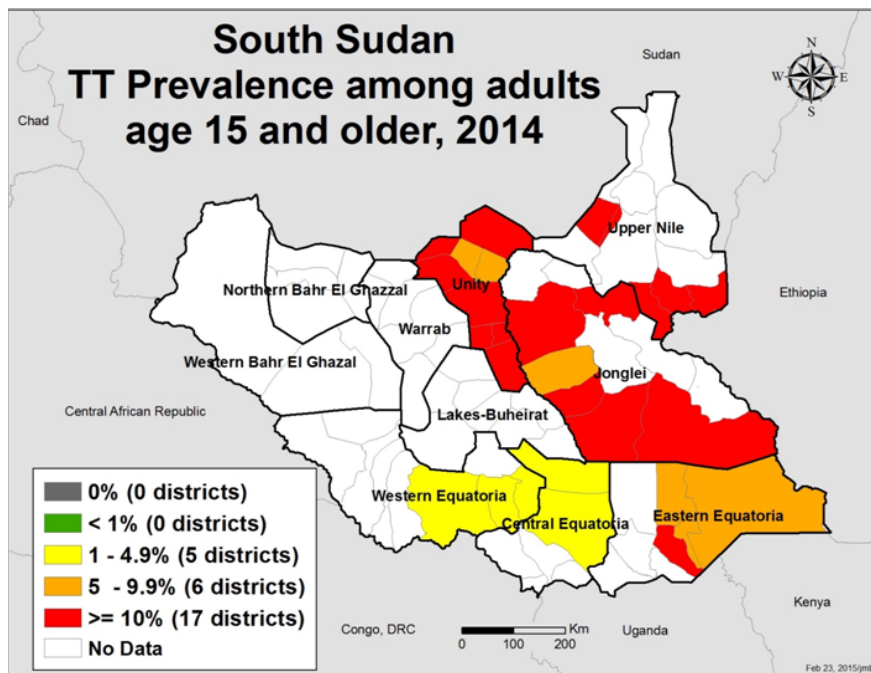 South Sudan
TT Prevalence among adults
age 15 and older, 2014
Sudan
N
W E
S
Chad
Upper Nile
Ethiopia
Northern Bahr El Ghazzal
Unity
Warrab
Western Bahr El Ghazal
Jonglei
Central African Republic
Lakes-Buheirat
Western Equatoria
Central Equatoria
Eastern Equatoria
0% (0 districts)
< 1% (0 districts)
1 - 4.9% (5 districts)
5 - 9.9% (6 districts)
>= 10% (17 districts)
No Data
Kenya
Congo, DRC
Km
0 100 200
Uganda
Feb 23, 2015/jmb